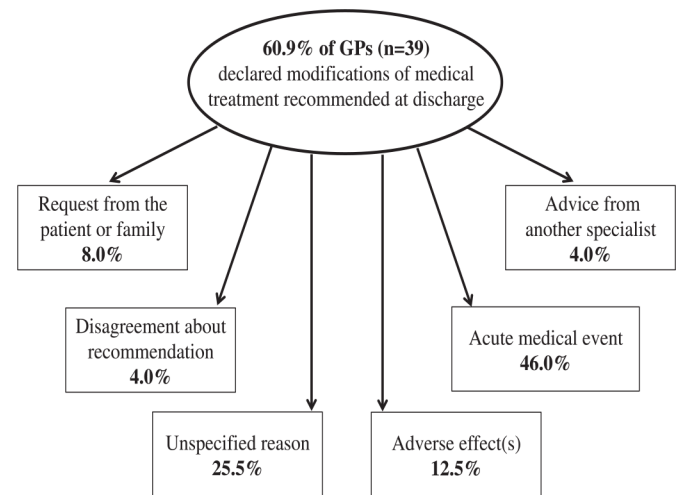 60.9% of GPs (n=39)
declared modifications of medical
treatment recommended at discharge
Request from the
patient or family
8.0%
Advice from
another specialist
4.0%
Disagreement about
recommendation
4.0%
Acute medical event
46.0%
Unspecified reason
25.5%
Adverse effect(s)
12.5%